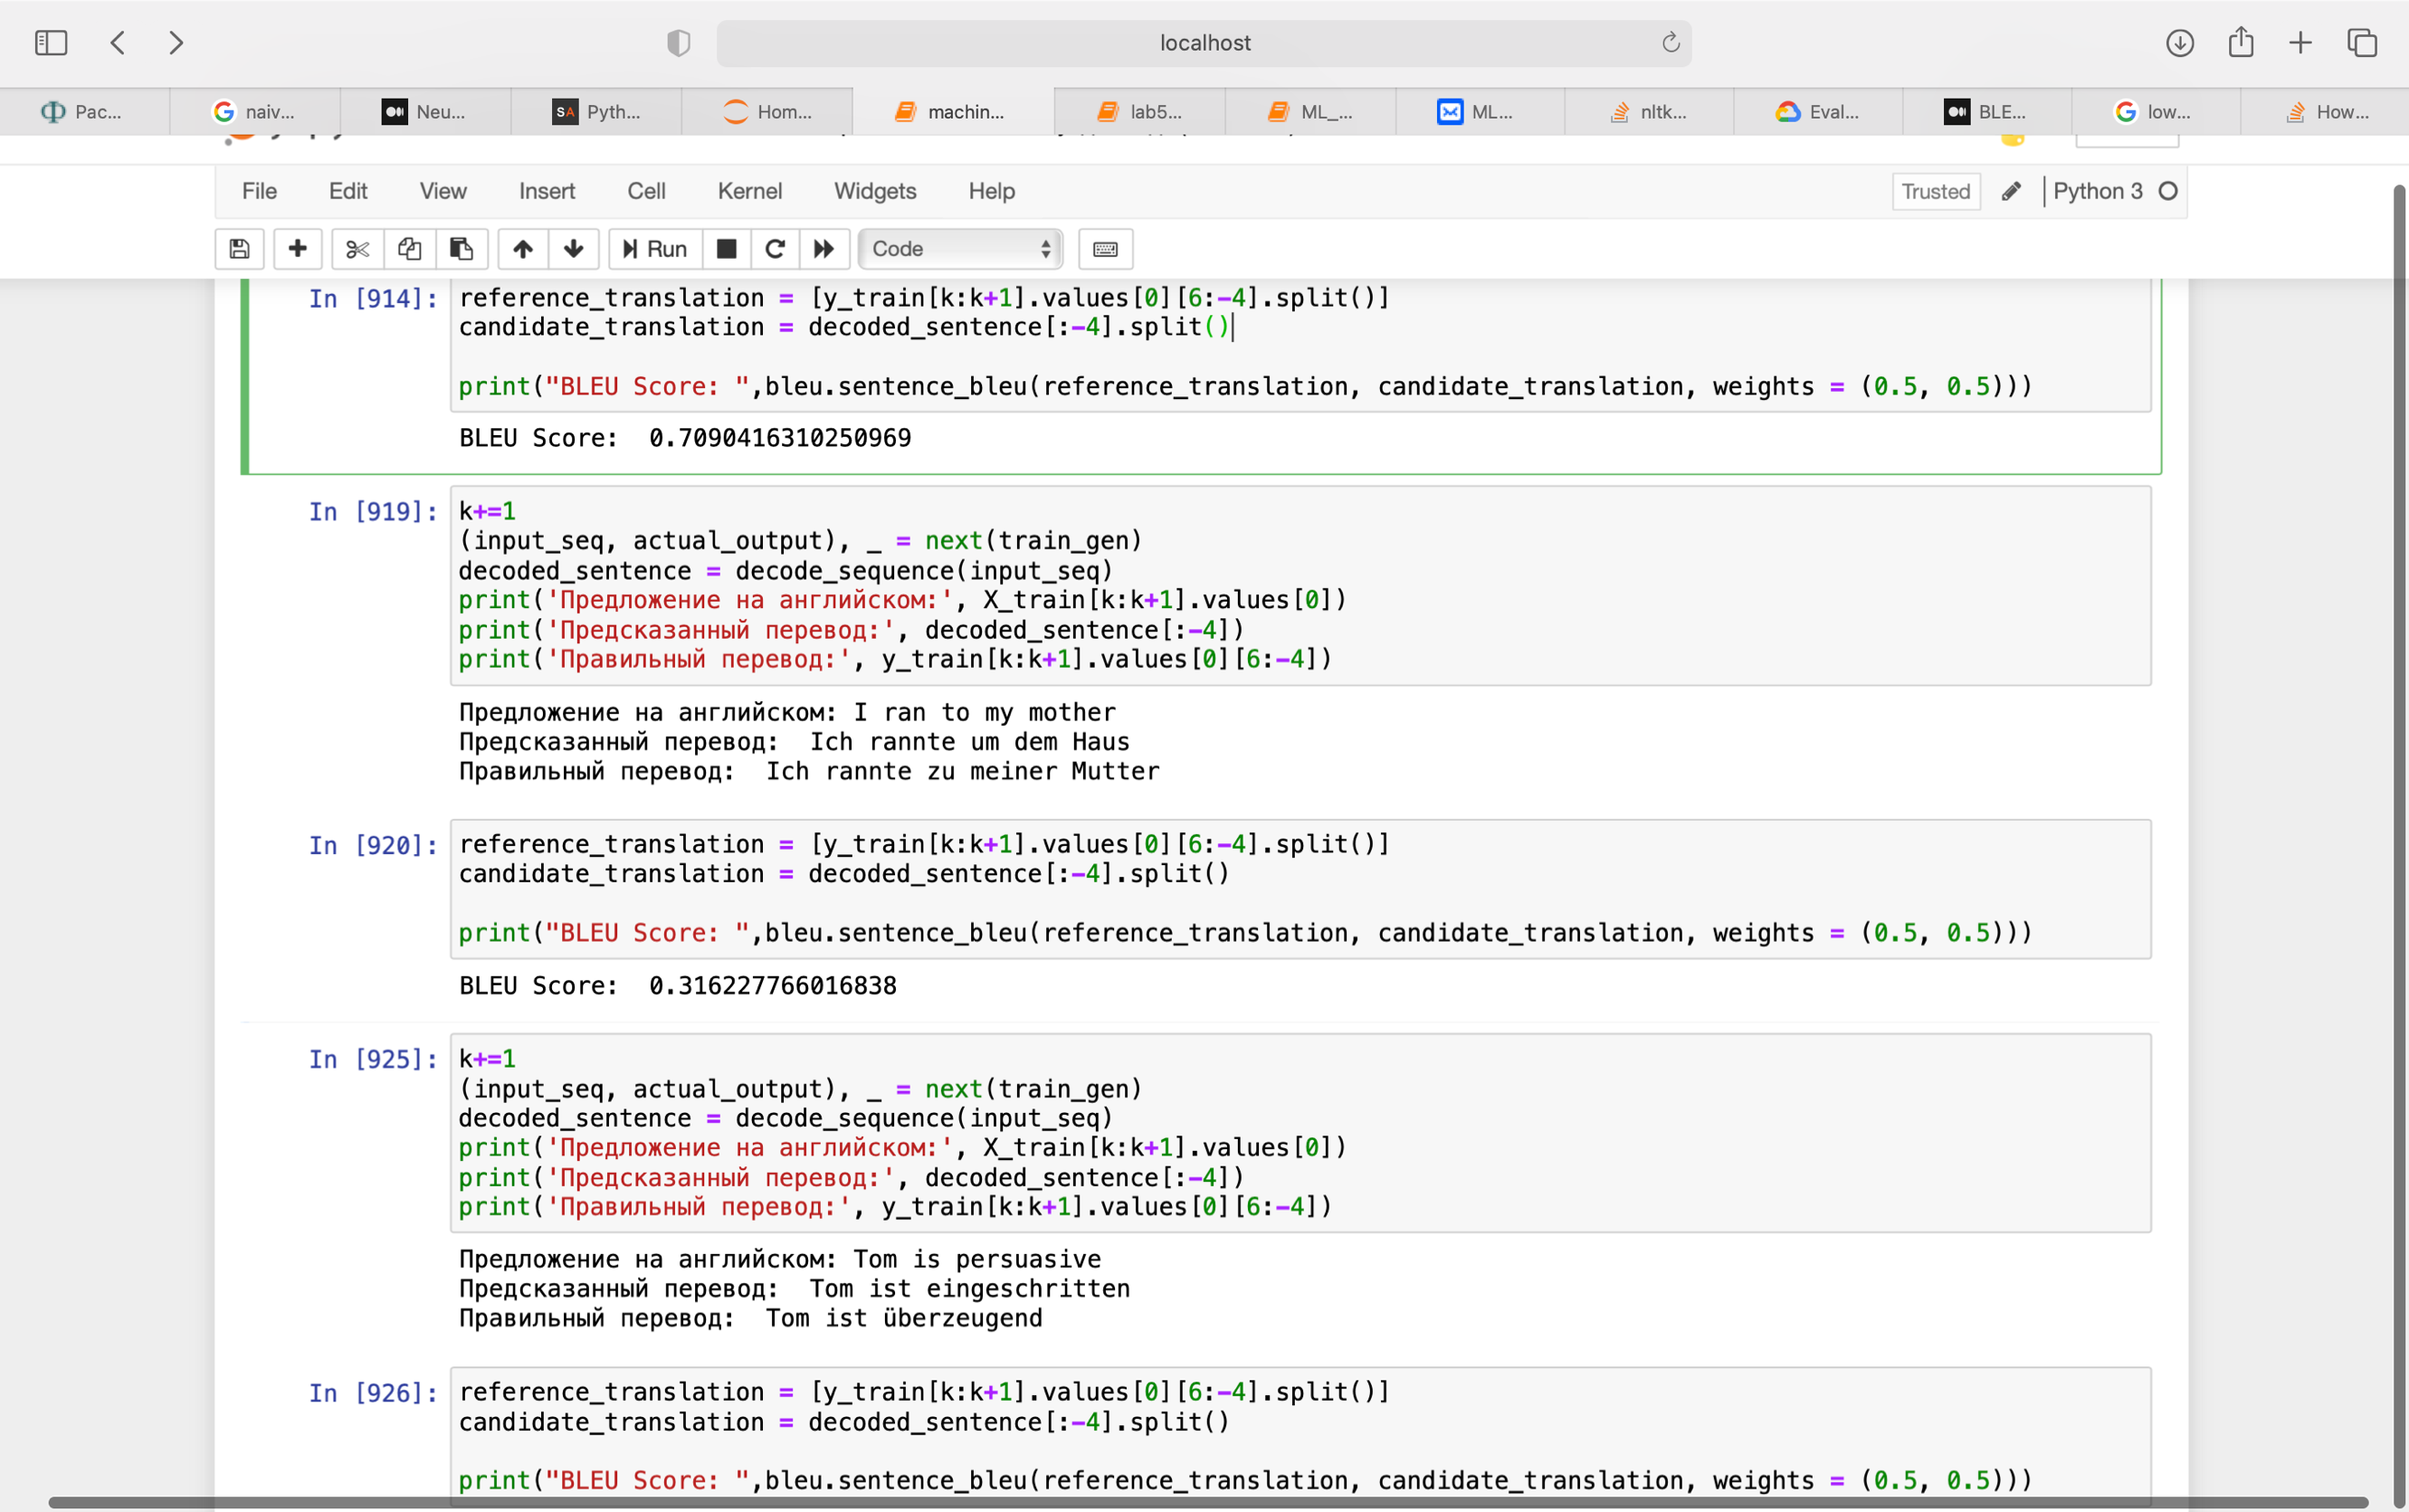 localhost
Pac...
naiv...
Neu...
SA Pyth...
Hom...
machin...
lab5...
ML_...
ML...
nltk...
Eval...
BLE...
low...
How...
File Edit View Insert Cell Kernel Widgets Help
Trusted Python 3
Run Code
In [914]: reference_translation = [y_train[k:k+1].values[0][6:-4].split()]
candidate_translation = decoded_sentence[:-4].split()
print("BLEU Score: ",bleu.sentence_bleu(reference_translation, candidate_translation, weights = (0.5, 0.5)))
BLEU Score:  0.7090416310250969
In [919]: k+=1
(input_seq, actual_output), _ = next(train_gen)
decoded_sentence = decode_sequence(input_seq)
print('Предложение на английском:', X_train[k:k+1].values[0])
print('Предсказанный перевод:', decoded_sentence[:-4])
print('Правильный перевод:', y_train[k:k+1].values[0][6:-4])
Предложение на английском: I ran to my mother
Предсказанный перевод:  Ich rannte um dem Haus
Правильный перевод:  Ich rannte zu meiner Mutter
In [920]: reference_translation = [y_train[k:k+1].values[0][6:-4].split()]
candidate_translation = decoded_sentence[:-4].split()
print("BLEU Score: ",bleu.sentence_bleu(reference_translation, candidate_translation, weights = (0.5, 0.5)))
BLEU Score:  0.316227766016838
In [925]: k+=1
(input_seq, actual_output), _ = next(train_gen)
decoded_sentence = decode_sequence(input_seq)
print('Предложение на английском:', X_train[k:k+1].values[0])
print('Предсказанный перевод:', decoded_sentence[:-4])
print('Правильный перевод:', y_train[k:k+1].values[0][6:-4])
Предложение на английском: Tom is persuasive
Предсказанный перевод:  Tom ist eingeschritten
Правильный перевод:  Tom ist überzeugend
In [926]: reference_translation = [y_train[k:k+1].values[0][6:-4].split()]
candidate_translation = decoded_sentence[:-4].split()
print("BLEU Score: ",bleu.sentence_bleu(reference_translation, candidate_translation, weights = (0.5, 0.5)))